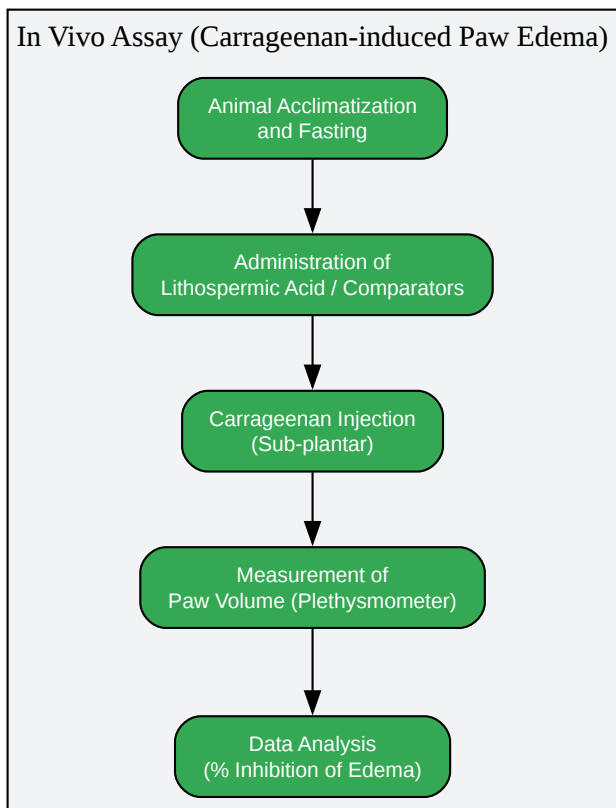 In Vivo Assay (Carrageenan-induced Paw Edema)
Animal Acclimatization
and Fasting
Administration of
Lithospermic Acid / Comparators
Carrageenan Injection
(Sub-plantar)
Measurement of
Paw Volume (Plethysmometer)
Data Analysis
(% Inhibition of Edema)